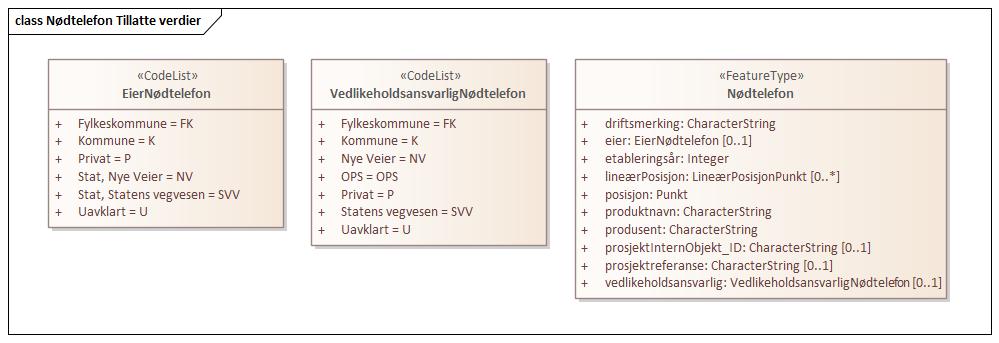 class Nødtelefon Tillatte verdier
«CodeList»
EierNødtelefon
+ Fylkeskommune = FK
+ Kommune = K
+ Privat = P
+ Stat, Nye Veier = NV
+ Stat, Statens vegvesen = SVV
+ Uavklart = U
«CodeList»
VedlikeholdsansvarligNødtelefon
+ Fylkeskommune = FK
+ Kommune = K
+ Nye Veier = NV
+ OPS = OPS
+ Privat = P
+ Statens vegvesen = SVV
+ Uavklart = U
«FeatureType»
Nødtelefon
+ driftsmerking: CharacterString
+ eier: EierNødtelefon [0..1]
+ etableringsår: Integer
+ lineærPosisjon: LineærPosisjonPunkt [0..*]
+ posisjon: Punkt
+ produktnavn: CharacterString
+ produsent: CharacterString
+ prosjektInternObjekt_ID: CharacterString [0..1]
+ prosjektreferanse: CharacterString [0..1]
+ vedlikeholdsansvarlig: VedlikeholdsansvarligNødtelefon [0..1]